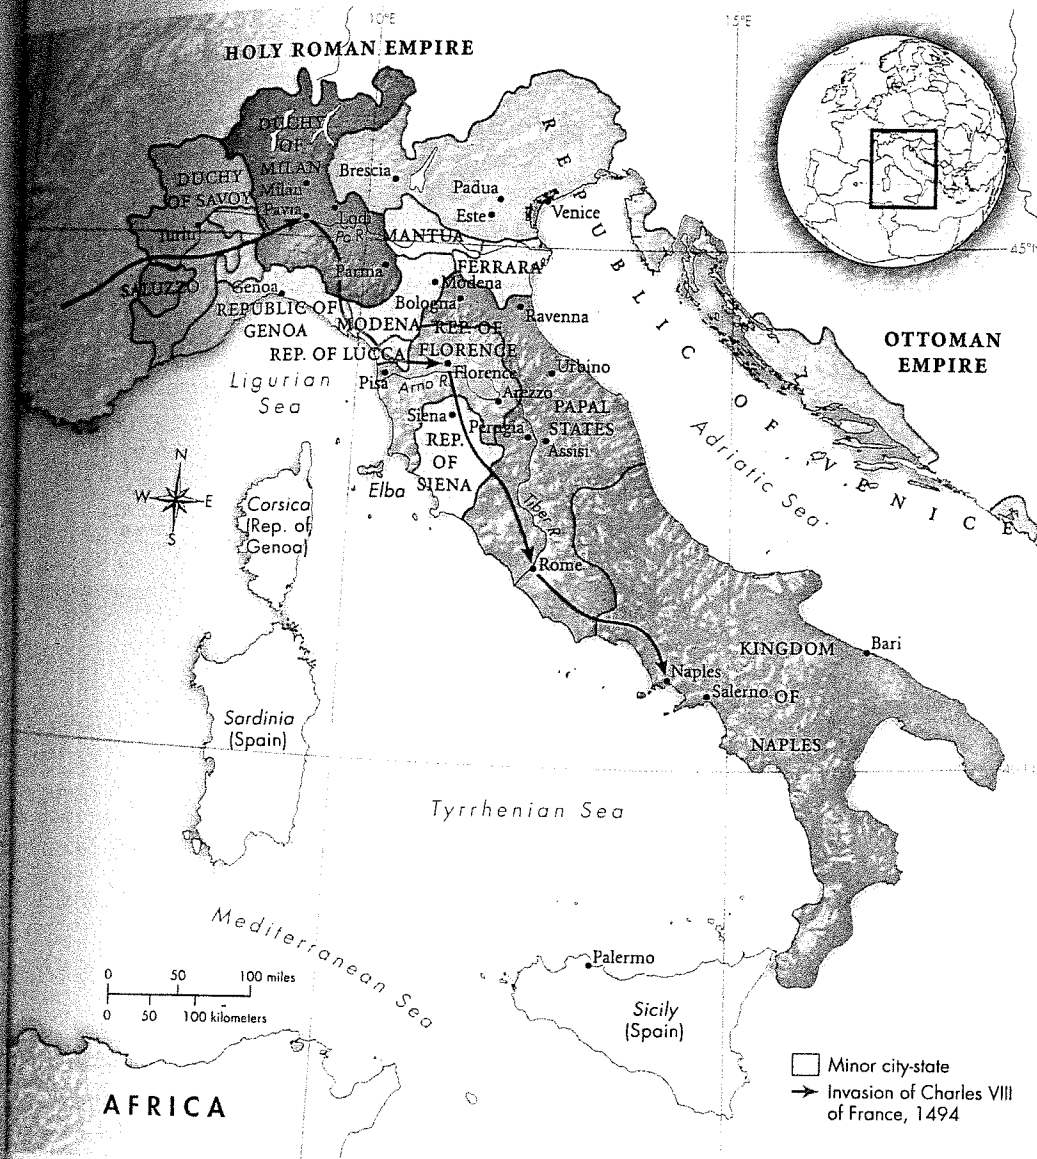 10°E
15°E
HOLY ROMAN EMPIRE
DUCHY
OF
MILAN
Milan
Pavia
Lodi
Po R.
DUCHY
OF SAVOY
Turin
SALUZZO
Brescia
Padua
Este
Venice
MANTUA
45°N
Parma
FERRARA
Modena
Genoa
REPUBLIC OF
GENOA
Bologna
Ravenna
MODENA
REP. OF
FLORENCE
REP. OF LUCCA
Florence
Pisa
Arno R.
Urbino
Arezzo
Ligurian
Sea
Siena
REP.
OF
SIENA
Perugia
PAPAL
STATES
Assisi
OTTOMAN
EMPIRE
REPUBLIC OF VENICE
Adriatic Sea
N
W
E
S
Elba
Corsica
(Rep. of
Genoa)
Tiber R.
Rome
KINGDOM
OF
NAPLES
Bari
Naples
Salerno
Sardinia
(Spain)
Tyrrhenian Sea
Mediterranean Sea
0 50 100 miles
0 50 100 kilometers
Palermo
Sicily
(Spain)
AFRICA
Minor city-state
Invasion of Charles VIII
of France, 1494